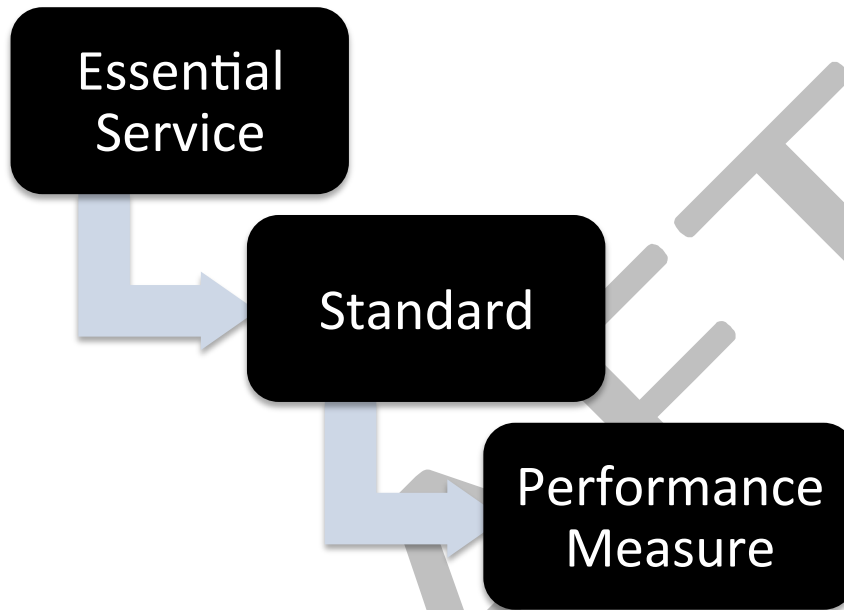 Essential
Service
Standard
Performance
Measure